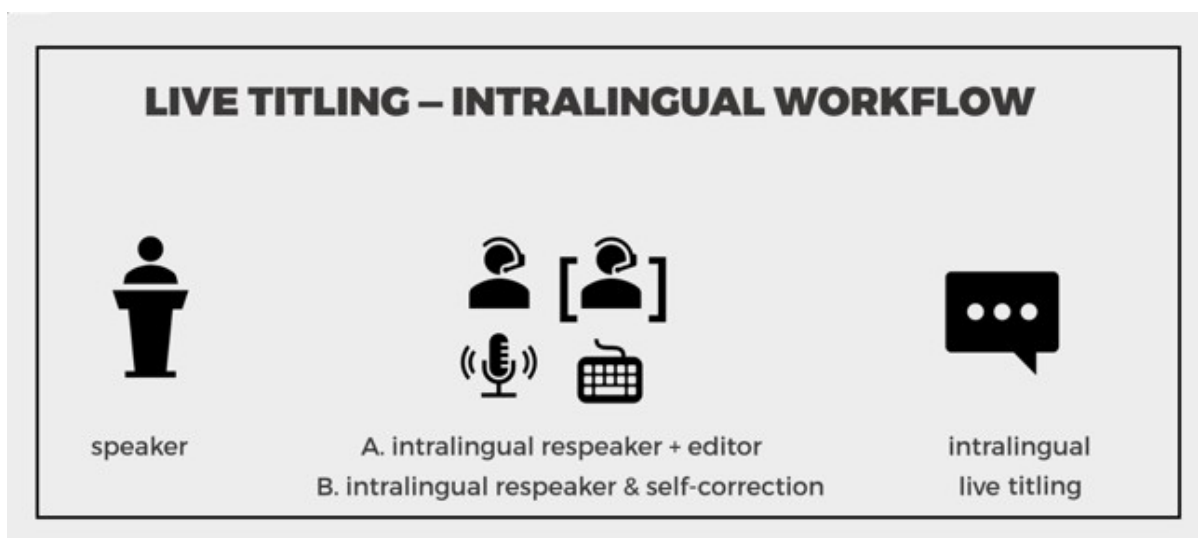 LIVE TITLING – INTRALINGUAL WORKFLOW
speaker
A. intralingual respeaker + editor
B. intralingual respeaker & self-correction
intralingual
live titling